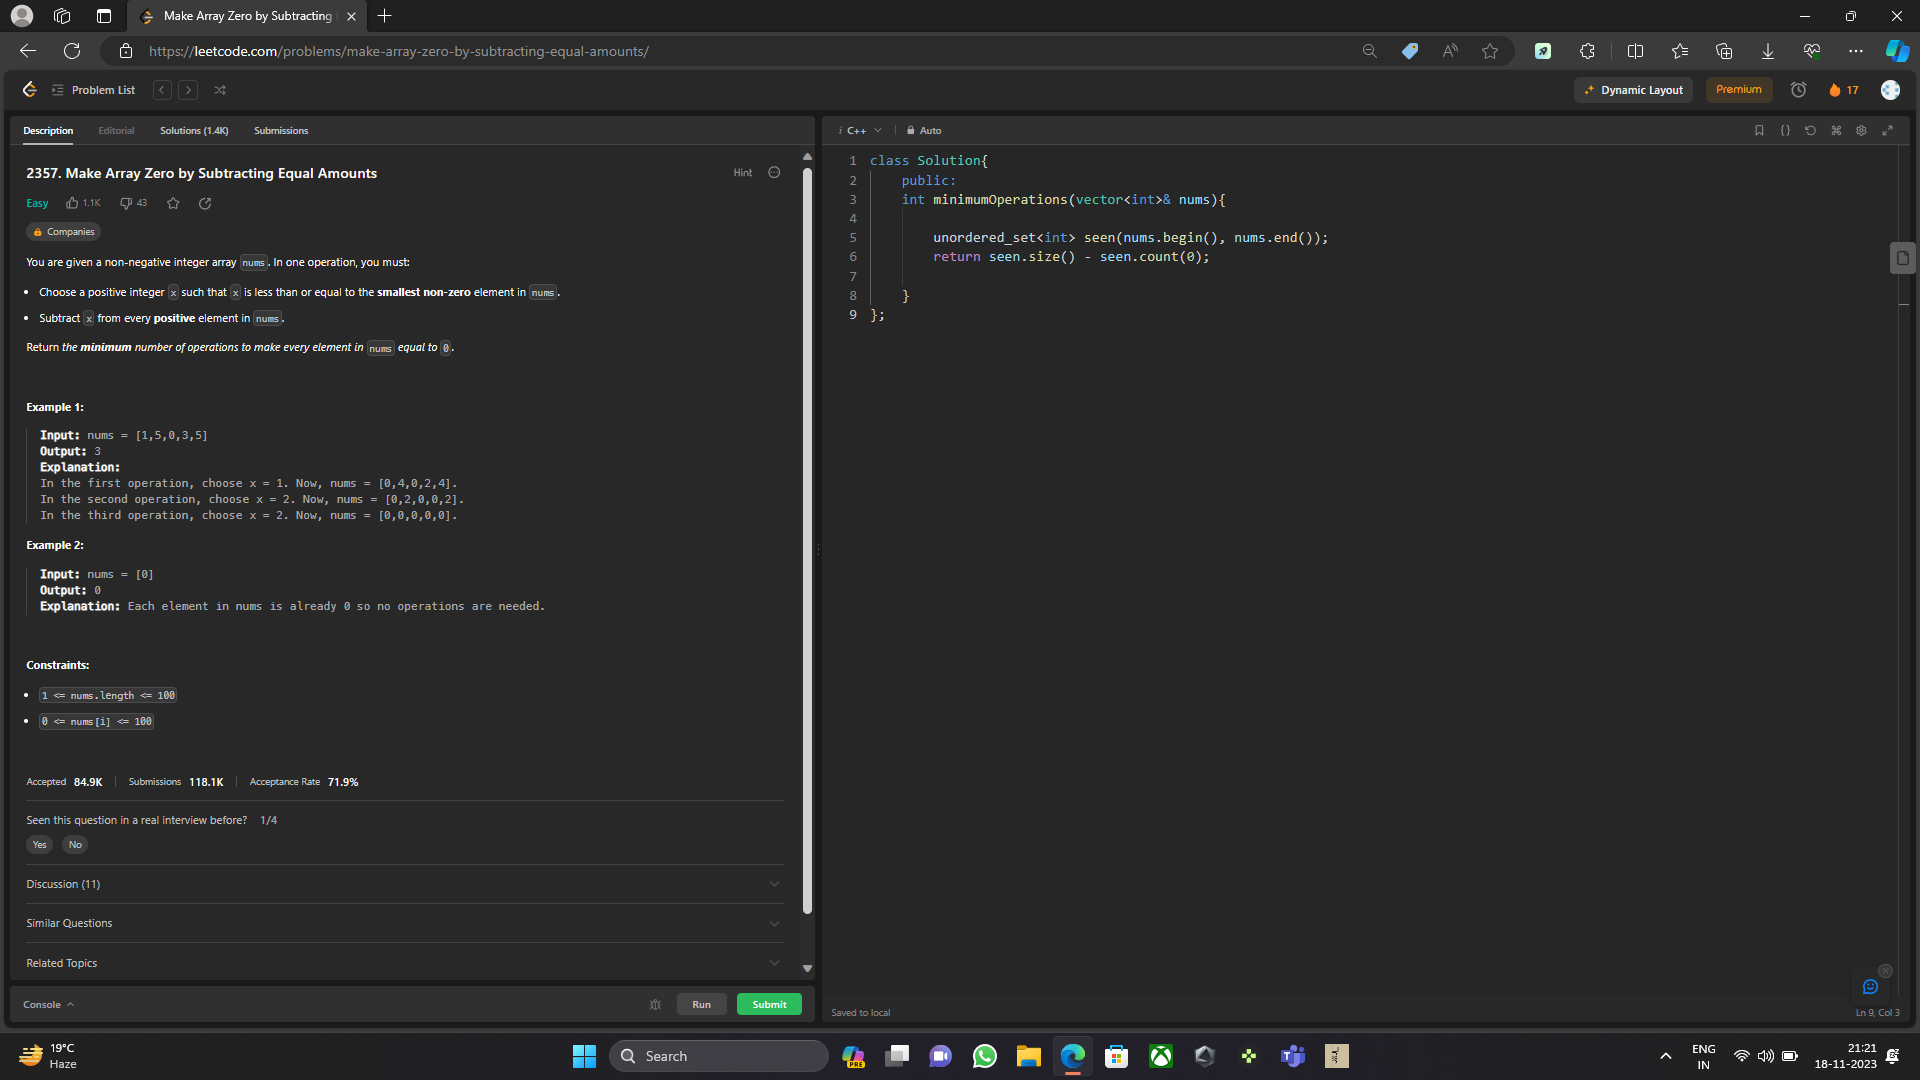 Make Array Zero by Subtracting
https://leetcode.com/problems/make-array-zero-by-subtracting-equal-amounts/
Problem List
Dynamic Layout
Premium
17
Description
Editorial
Solutions (1.4K)
Submissions
2357. Make Array Zero by Subtracting Equal Amounts
Hint
Easy
1.1K
43
Companies
You are given a non-negative integer array nums. In one operation, you must:
Choose a positive integer x such that x is less than or equal to the smallest non-zero element in nums.
Subtract x from every positive element in nums.
Return the minimum number of operations to make every element in nums equal to 0.
Example 1:
Input: nums = [1,5,0,3,5]
Output: 3
Explanation:
In the first operation, choose x = 1. Now, nums = [0,4,0,2,4].
In the second operation, choose x = 2. Now, nums = [0,2,0,0,2].
In the third operation, choose x = 2. Now, nums = [0,0,0,0,0].
Example 2:
Input: nums = [0]
Output: 0
Explanation: Each element in nums is already 0 so no operations are needed.
Constraints:
1 <= nums.length <= 100
0 <= nums[i] <= 100
Accepted 84.9K
Submissions 118.1K
Acceptance Rate 71.9%
Seen this question in a real interview before? 1/4
Yes
No
Discussion (11)
Similar Questions
Related Topics
Console
Run
Submit
i C++
Auto
1 class Solution{
2 public:
3 int minimumOperations(vector<int>& nums){
4
5 unordered_set<int> seen(nums.begin(), nums.end());
6 return seen.size() - seen.count(0);
7
8 }
9 };
Saved to local
Ln 9, Col 3
19°C
Haze
Search
PRE
ENG
IN
21:21
18-11-2023